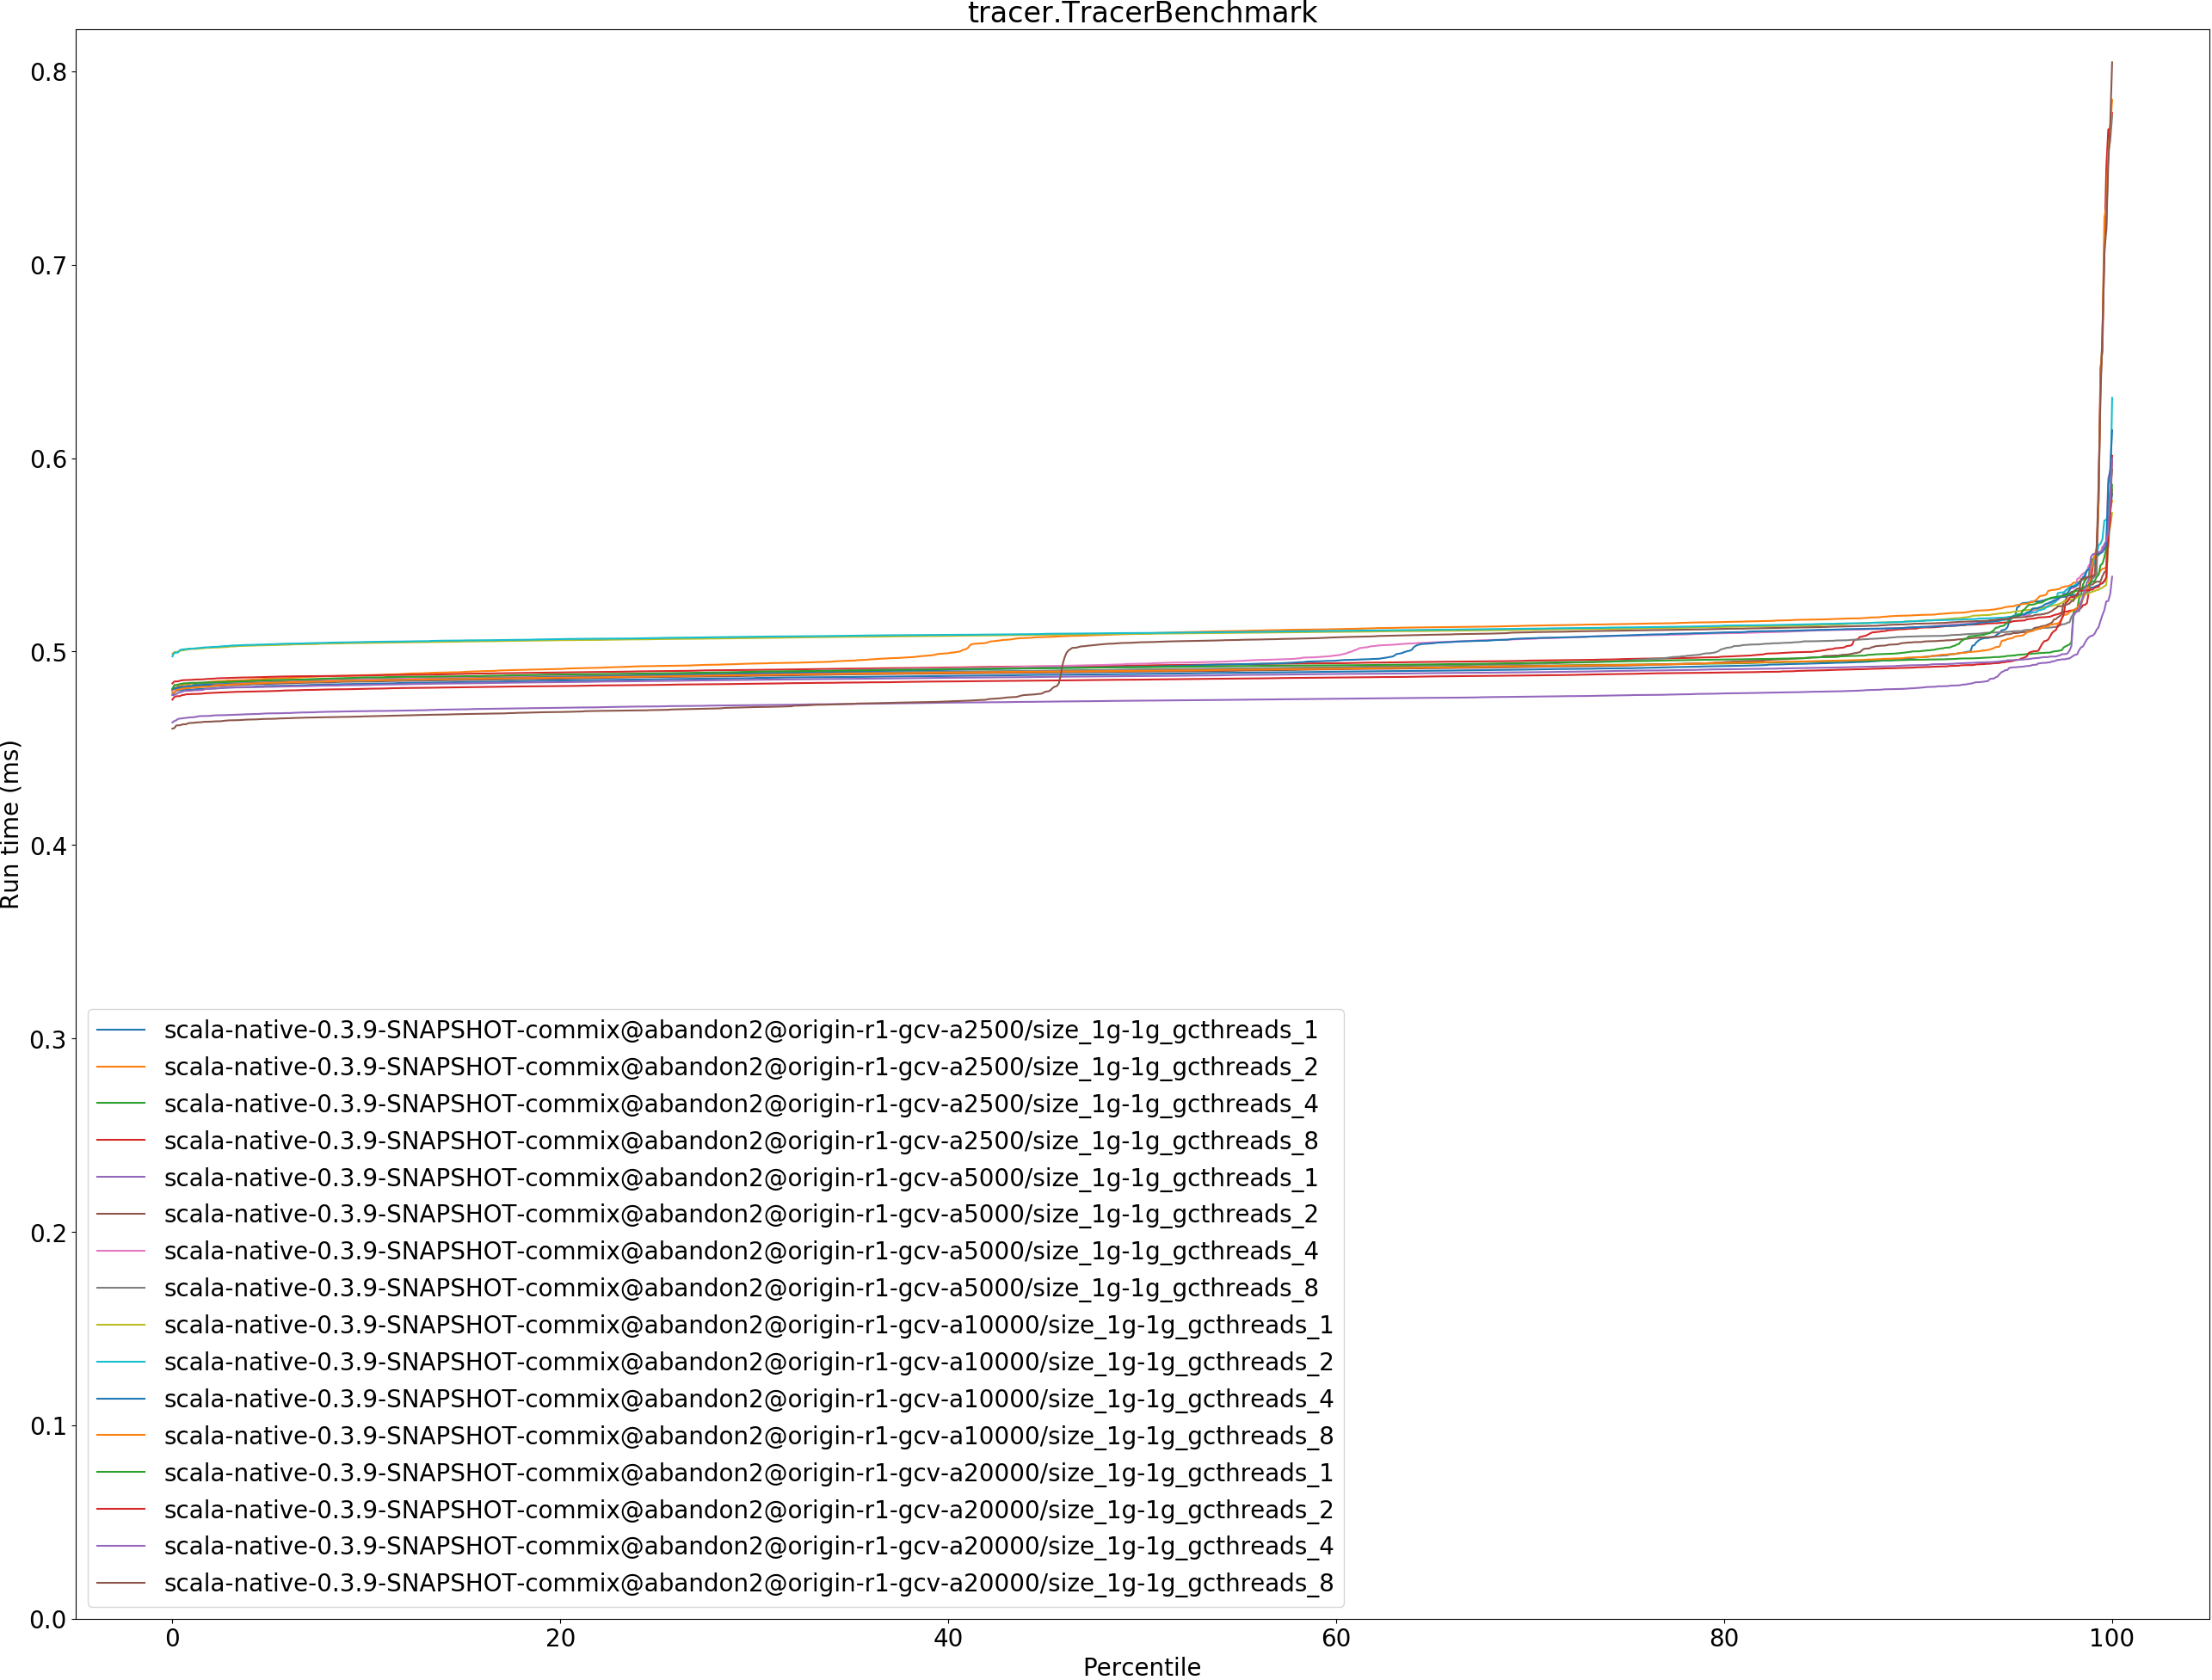 tracer.TracerBenchmark
0.8
0.7
0.6
0.5
0.4
0.3
0.2
0.1
0.0
Run time (ms)
scala-native-0.3.9-SNAPSHOT-commix@abandon2@origin-r1-gcv-a2500/size_1g-1g_gcthreads_1
scala-native-0.3.9-SNAPSHOT-commix@abandon2@origin-r1-gcv-a2500/size_1g-1g_gcthreads_2
scala-native-0.3.9-SNAPSHOT-commix@abandon2@origin-r1-gcv-a2500/size_1g-1g_gcthreads_4
scala-native-0.3.9-SNAPSHOT-commix@abandon2@origin-r1-gcv-a2500/size_1g-1g_gcthreads_8
scala-native-0.3.9-SNAPSHOT-commix@abandon2@origin-r1-gcv-a5000/size_1g-1g_gcthreads_1
scala-native-0.3.9-SNAPSHOT-commix@abandon2@origin-r1-gcv-a5000/size_1g-1g_gcthreads_2
scala-native-0.3.9-SNAPSHOT-commix@abandon2@origin-r1-gcv-a5000/size_1g-1g_gcthreads_4
scala-native-0.3.9-SNAPSHOT-commix@abandon2@origin-r1-gcv-a5000/size_1g-1g_gcthreads_8
scala-native-0.3.9-SNAPSHOT-commix@abandon2@origin-r1-gcv-a10000/size_1g-1g_gcthreads_1
scala-native-0.3.9-SNAPSHOT-commix@abandon2@origin-r1-gcv-a10000/size_1g-1g_gcthreads_2
scala-native-0.3.9-SNAPSHOT-commix@abandon2@origin-r1-gcv-a10000/size_1g-1g_gcthreads_4
scala-native-0.3.9-SNAPSHOT-commix@abandon2@origin-r1-gcv-a10000/size_1g-1g_gcthreads_8
scala-native-0.3.9-SNAPSHOT-commix@abandon2@origin-r1-gcv-a20000/size_1g-1g_gcthreads_1
scala-native-0.3.9-SNAPSHOT-commix@abandon2@origin-r1-gcv-a20000/size_1g-1g_gcthreads_2
scala-native-0.3.9-SNAPSHOT-commix@abandon2@origin-r1-gcv-a20000/size_1g-1g_gcthreads_4
scala-native-0.3.9-SNAPSHOT-commix@abandon2@origin-r1-gcv-a20000/size_1g-1g_gcthreads_8
0 20 40 60 80 100
Percentile